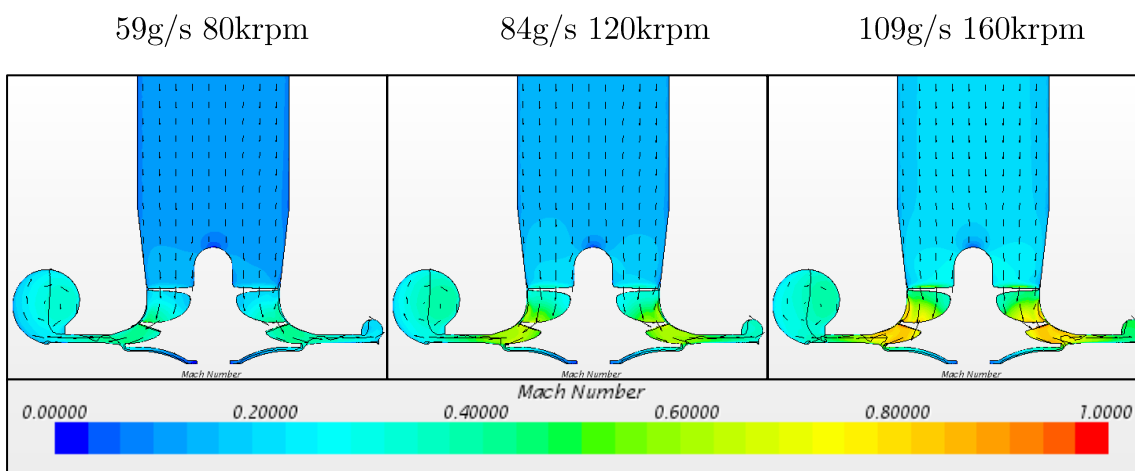 59g/s 80krpm 84g/s 120krpm 109g/s 160krpm
Mach Number Mach Number Mach Number
Mach Number
0.00000 0.20000 0.40000 0.60000 0.80000 1.0000